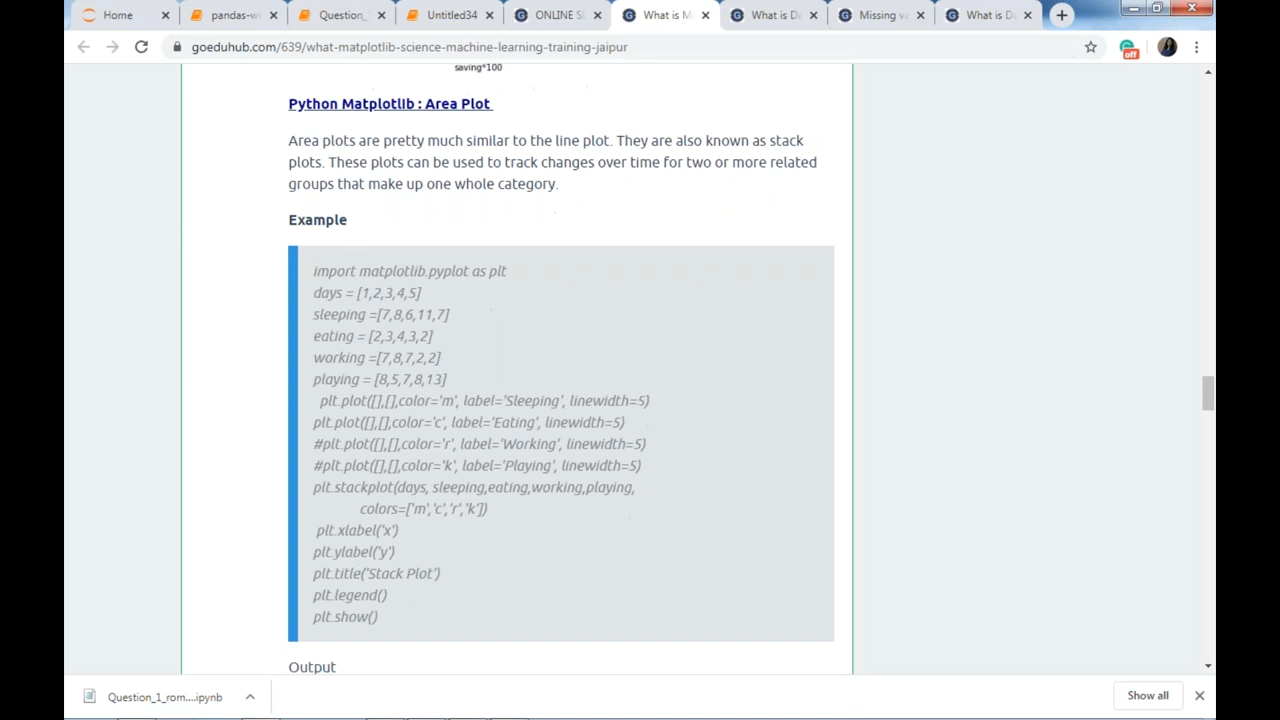 Home
pandas-w
Question_
Untitled34
ONLINE S
What is M
What is De
Missing va
What is D
goeduhub.com/639/what-matplotlib-science-machine-learning-training-jaipur
off
saving*100
Python Matplotlib : Area Plot
Area plots are pretty much similar to the line plot. They are also known as stack
plots. These plots can be used to track changes over time for two or more related
groups that make up one whole category.
Example
import matplotlib.pyplot as plt
days = [1,2,3,4,5]
sleeping =[7,8,6,11,7]
eating = [2,3,4,3,2]
working =[7,8,7,2,2]
playing = [8,5,7,8,13]
plt.plot([],[],color='m', label='Sleeping', linewidth=5)
plt.plot([],[],color='c', label='Eating', linewidth=5)
#plt.plot([],[],color='r', label='Working', linewidth=5)
#plt.plot([],[],color='k', label='Playing', linewidth=5)
plt.stackplot(days, sleeping,eating,working,playing,
colors=['m','c','r','k'])
plt.xlabel('x')
plt.ylabel('y')
plt.title('Stack Plot')
plt.legend()
plt.show()
Output
Question_1_rom....ipynb
Show all